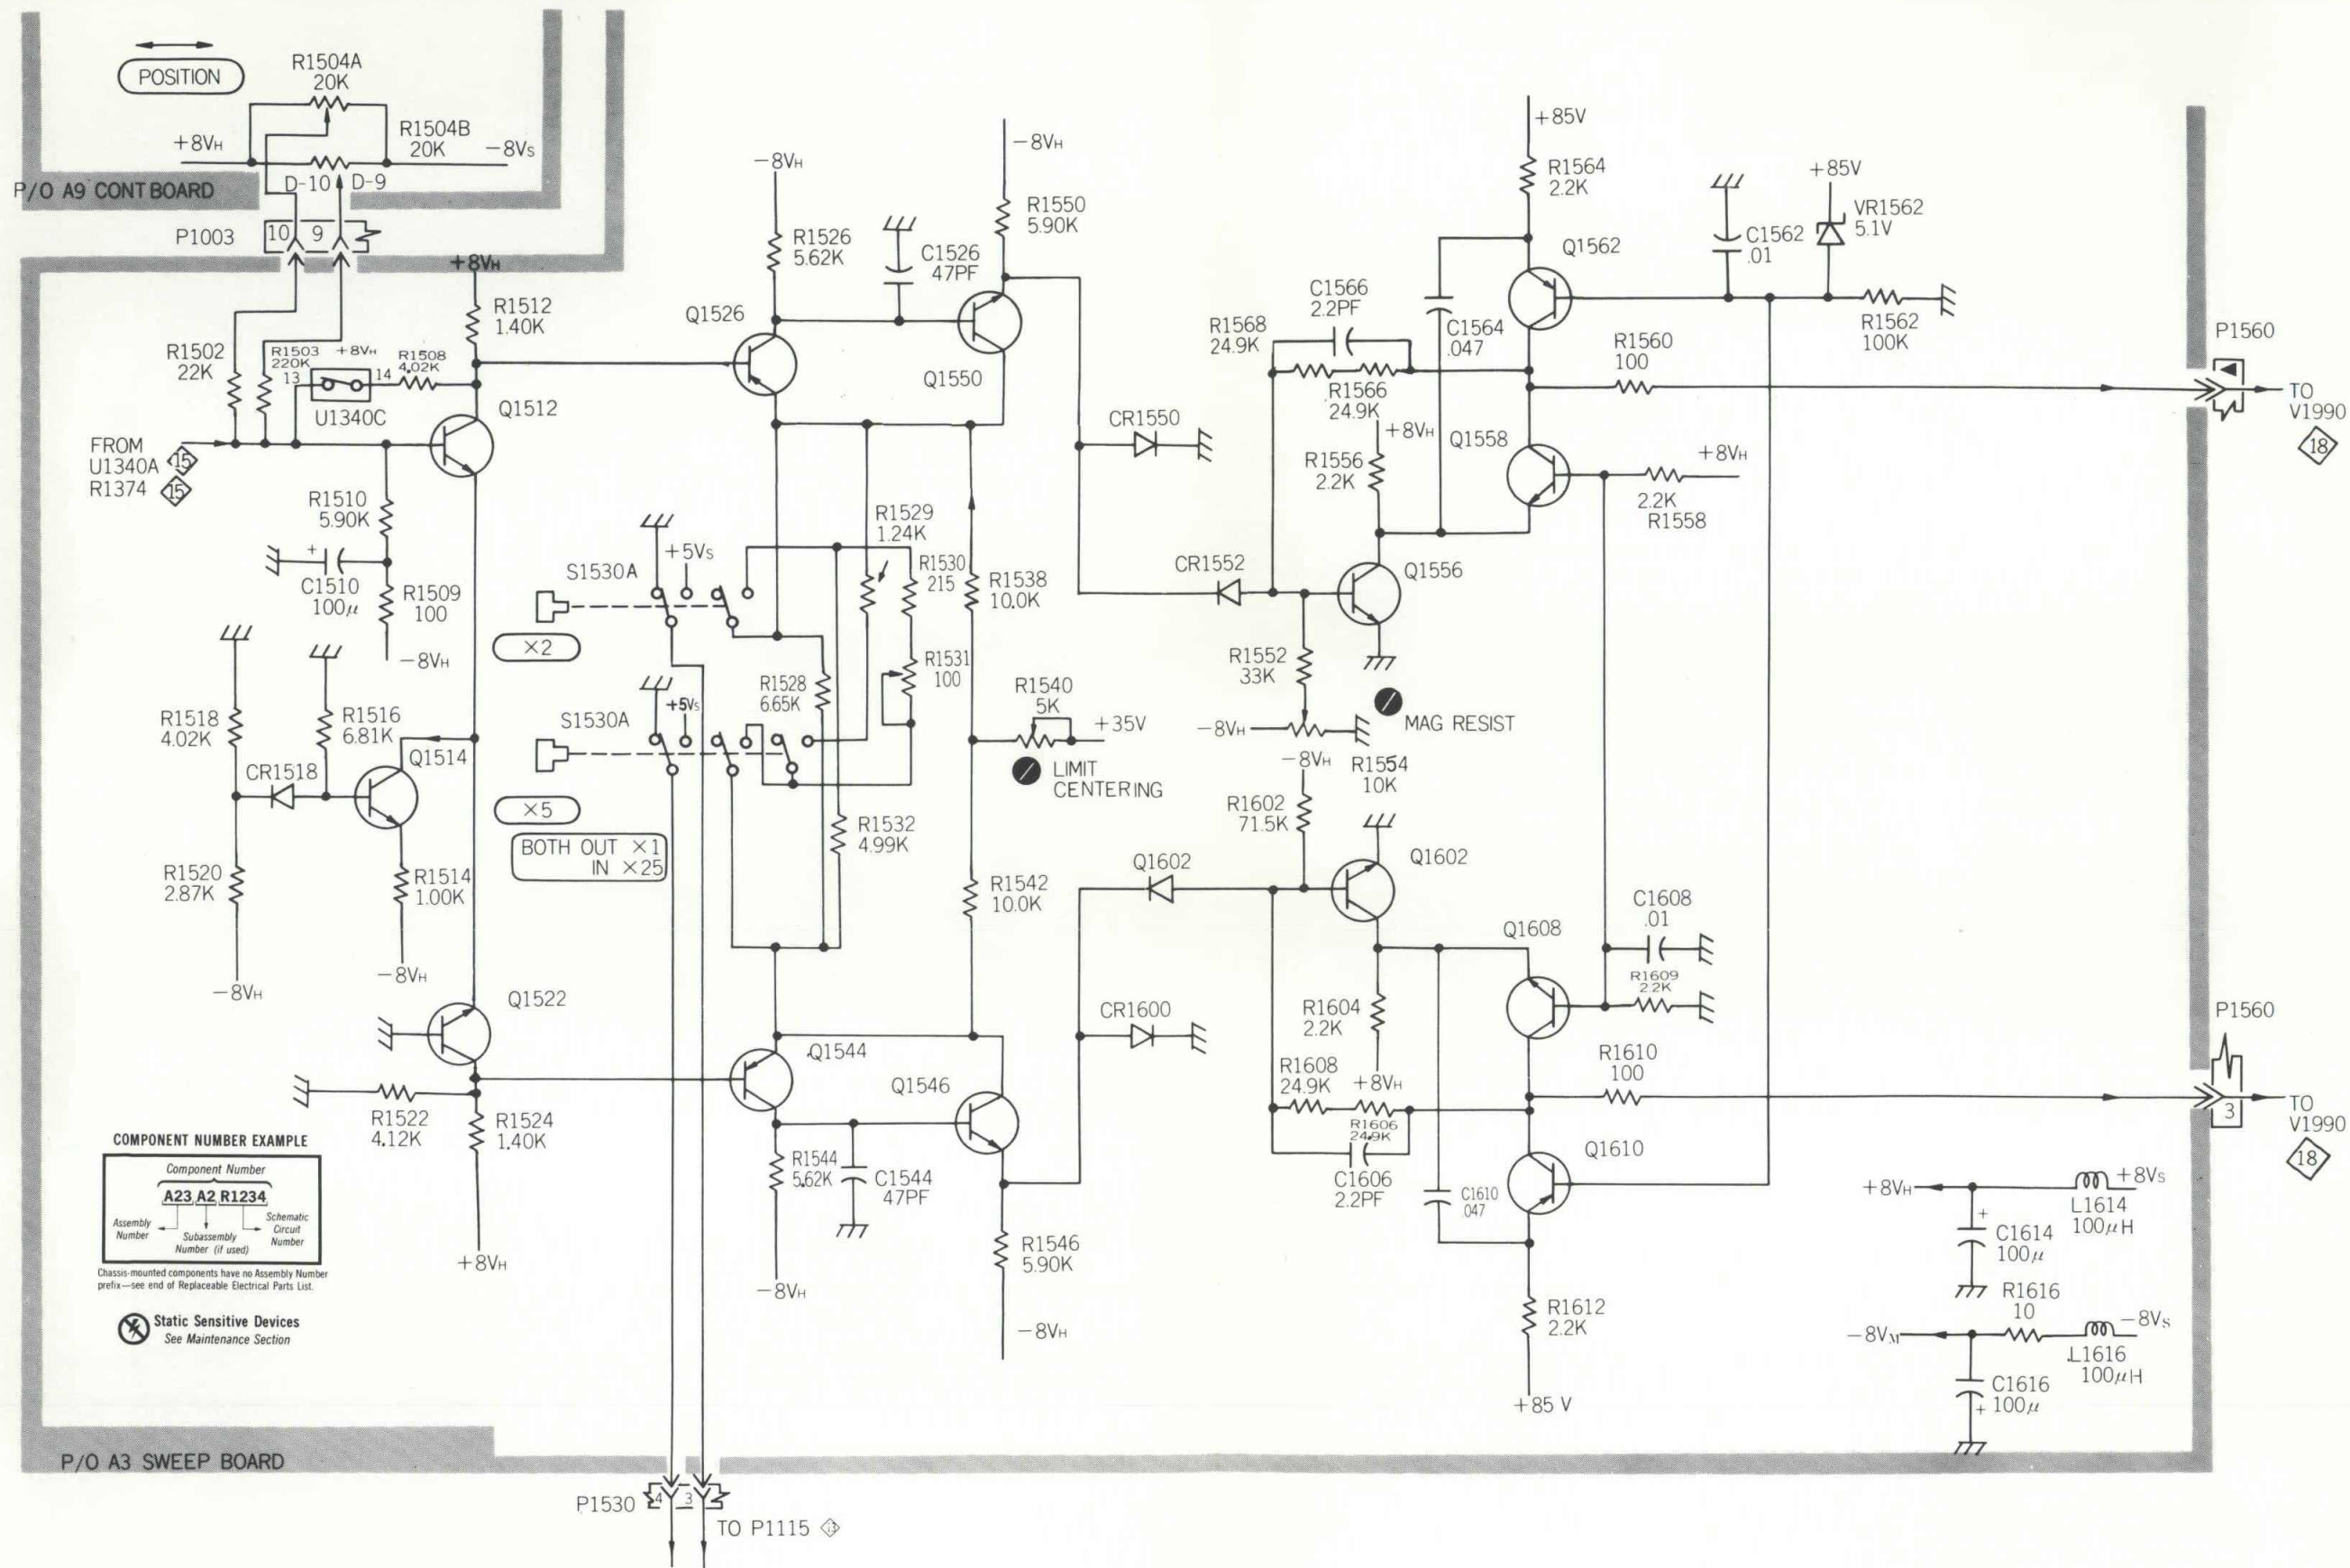 POSITION
R1504A
20K
R1504B
20K
+8VH
−8VS
P/O A9 CONT BOARD
D-10
D-9
P1003
10
9
+8VH
R1512
1.40K
R1502
22K
R1503
220K
+8VH
R1508
4.02K
13
14
U1340C
Q1512
FROM
U1340A
15
R1374
15
R1510
5.90K
+
C1510
100μ
R1509
100
−8VH
R1518
4.02K
R1516
6.81K
CR1518
Q1514
R1520
2.87K
R1514
1.00K
−8VH
−8VH
Q1522
R1522
4.12K
R1524
1.40K
+8VH
COMPONENT NUMBER EXAMPLE
Component Number
A23 A2 R1234
Assembly
Number
Subassembly
Number (if used)
Schematic
Circuit
Number
Chassis-mounted components have no Assembly Number
prefix—see end of Replaceable Electrical Parts List.
Static Sensitive Devices
See Maintenance Section
P/O A3 SWEEP BOARD
−8VH
R1526
5.62K
C1526
47PF
−8VH
R1550
5.90K
Q1526
Q1550
CR1550
R1529
1.24K
S1530A
+5VS
R1530
215
R1538
10.0K
×2
R1531
100
R1528
6.65K
S1530A
+5VS
R1540
5K
+35V
LIMIT
CENTERING
×5
BOTH OUT ×1
IN ×25
R1532
4.99K
R1542
10.0K
Q1544
Q1546
R1544
5.62K
C1544
47PF
−8VH
R1546
5.90K
−8VH
P1530
4
3
TO P1115
+85V
R1564
2.2K
Q1562
C1566
2.2PF
R1568
24.9K
R1566
24.9K
C1564
.047
C1562
.01
+85V
VR1562
5.1V
R1562
100K
R1560
100
P1560
TO
V1990
18
+8VH
R1556
2.2K
Q1558
+8VH
2.2K
R1558
CR1552
Q1556
R1552
33K
−8VH
MAG RESIST
R1554
10K
−8VH
R1602
71.5K
Q1602
Q1602
CR1600
R1604
2.2K
+8VH
Q1608
C1608
.01
R1609
2.2K
R1608
24.9K
R1606
24.9K
C1606
2.2PF
R1610
100
P1560
3
TO
V1990
18
Q1610
C1610
.047
R1612
2.2K
+85 V
+8VH
+8VS
L1614
100μH
+
C1614
100μ
R1616
10
−8VM
−8VS
L1616
100μH
C1616
+ 100μ